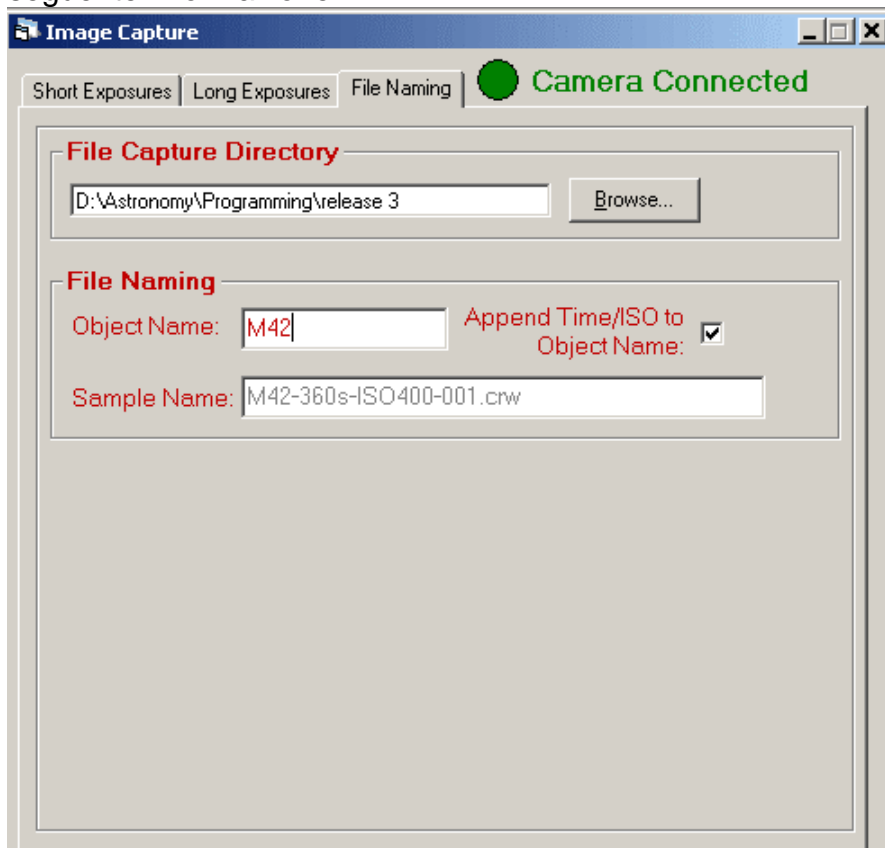 Image Capture
Short Exposures Long Exposures File Naming Camera Connected
File Capture Directory
D:\Astronomy\Programming\release 3 Browse...
File Naming
Object Name: M42 Append Time/ISO to
Object Name:
Sample Name: M42-360s-ISO400-001.crw